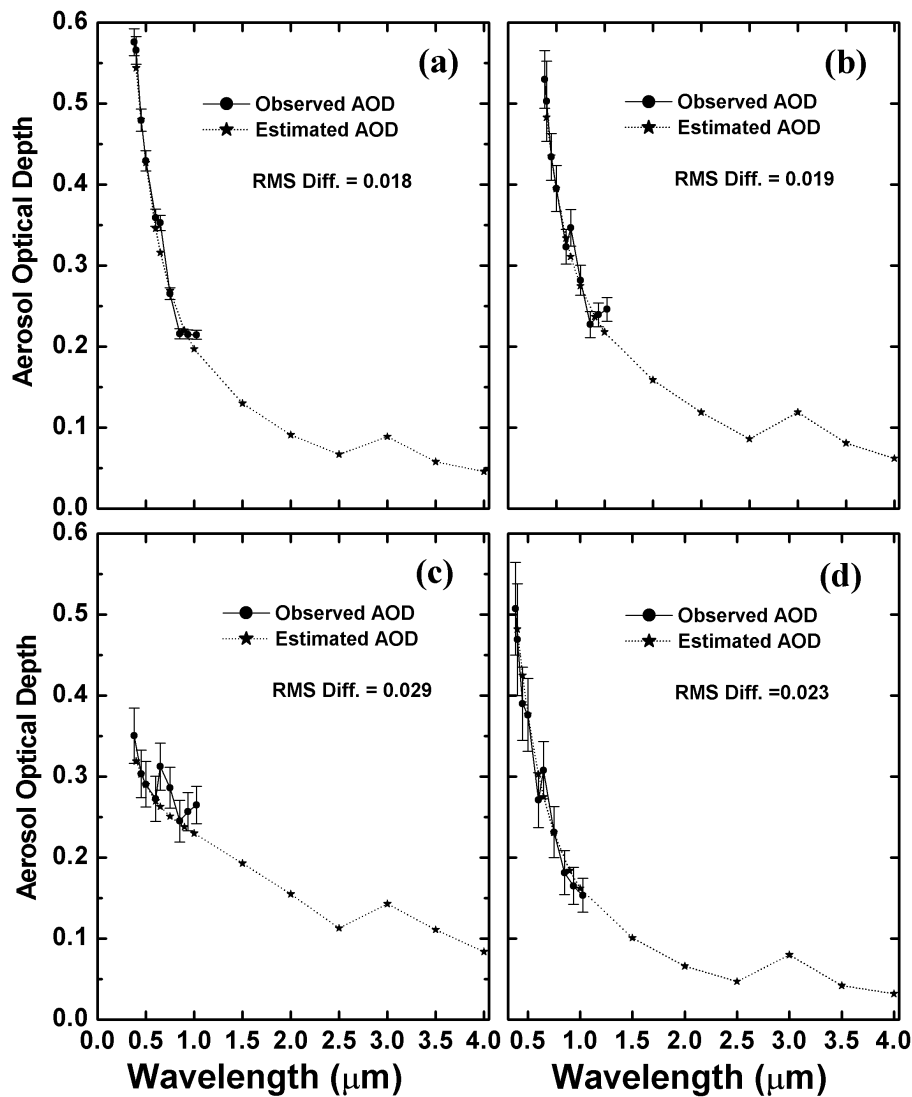 0.6
0.5
0.4
0.3
0.2
0.1
0.0
Aerosol Optical Depth
(a)
Observed AOD
Estimated AOD
RMS Diff. = 0.018
(b)
Observed AOD
Estimated AOD
RMS Diff. = 0.019
0.6
0.5
0.4
0.3
0.2
0.1
0.0
Aerosol Optical Depth
(c)
Observed AOD
Estimated AOD
RMS Diff. = 0.029
0.0 0.5 1.0 1.5 2.0 2.5 3.0 3.5 4.0
Wavelength (μm)
(d)
Observed AOD
Estimated AOD
RMS Diff. =0.023
0.5 1.0 1.5 2.0 2.5 3.0 3.5 4.0
Wavelength (μm)